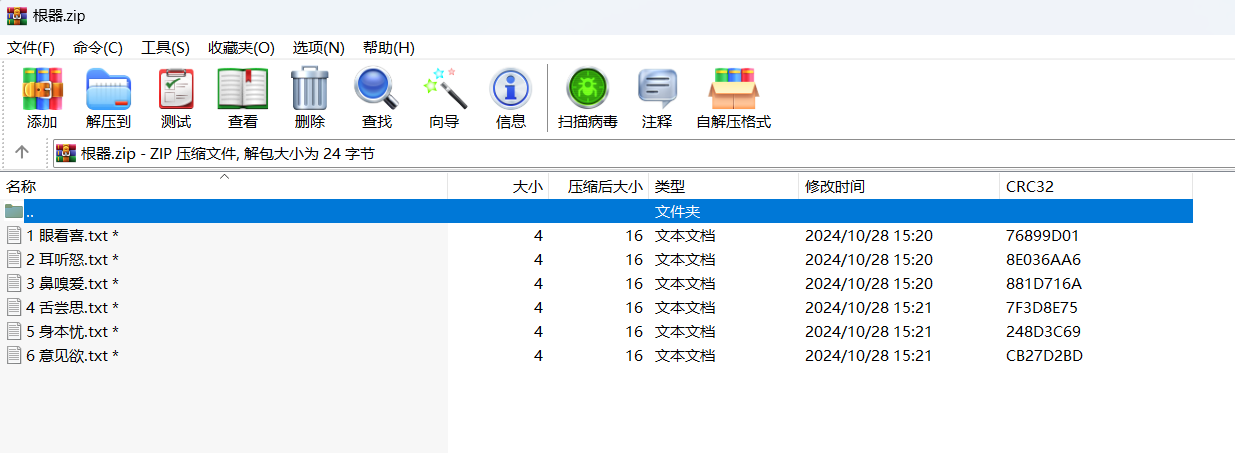 根器.zip
文件(F) 命令(C) 工具(S) 收藏夹(O) 选项(N) 帮助(H)
添加 解压到 测试 查看 删除 查找 向导 信息 扫描病毒 注释 自解压格式
根器.zip - ZIP 压缩文件, 解包大小为 24 字节
名称 大小 压缩后大小 类型 修改时间 CRC32
.. 文件夹
1 眼看喜.txt * 4 16 文本文档 2024/10/28 15:20 76899D01
2 耳听怒.txt * 4 16 文本文档 2024/10/28 15:20 8E036AA6
3 鼻嗅爱.txt * 4 16 文本文档 2024/10/28 15:20 881D716A
4 舌尝思.txt * 4 16 文本文档 2024/10/28 15:21 7F3D8E75
5 身本忧.txt * 4 16 文本文档 2024/10/28 15:21 248D3C69
6 意见欲.txt * 4 16 文本文档 2024/10/28 15:21 CB27D2BD